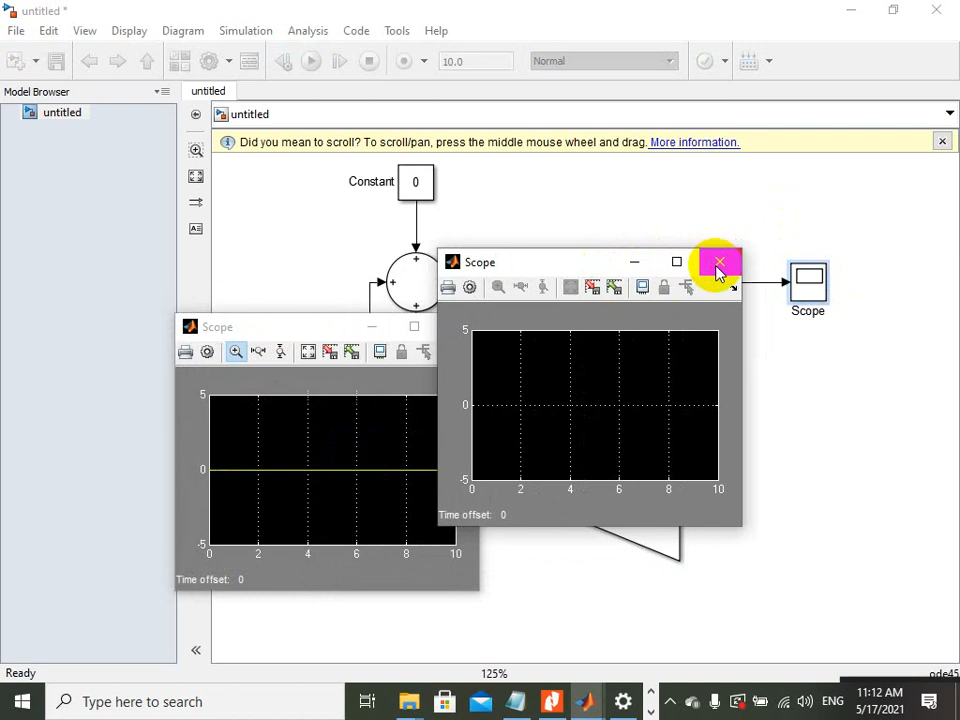 untitled *
File Edit View Display Diagram Simulation Analysis Code Tools Help
10.0 Normal
Model Browser untitled
untitled untitled
Did you mean to scroll? To scroll/pan, press the middle mouse wheel and drag. More information.
Constant 0
+
+
+
Scope
Scope
Scope
5
0
-5
0 2 4 6 8 10
Time offset: 0
5
0
-5
0 2 4 6 8 10
Time offset: 0
Ready 125% ode45
Type here to search
ENG
11:12 AM
5/17/2021